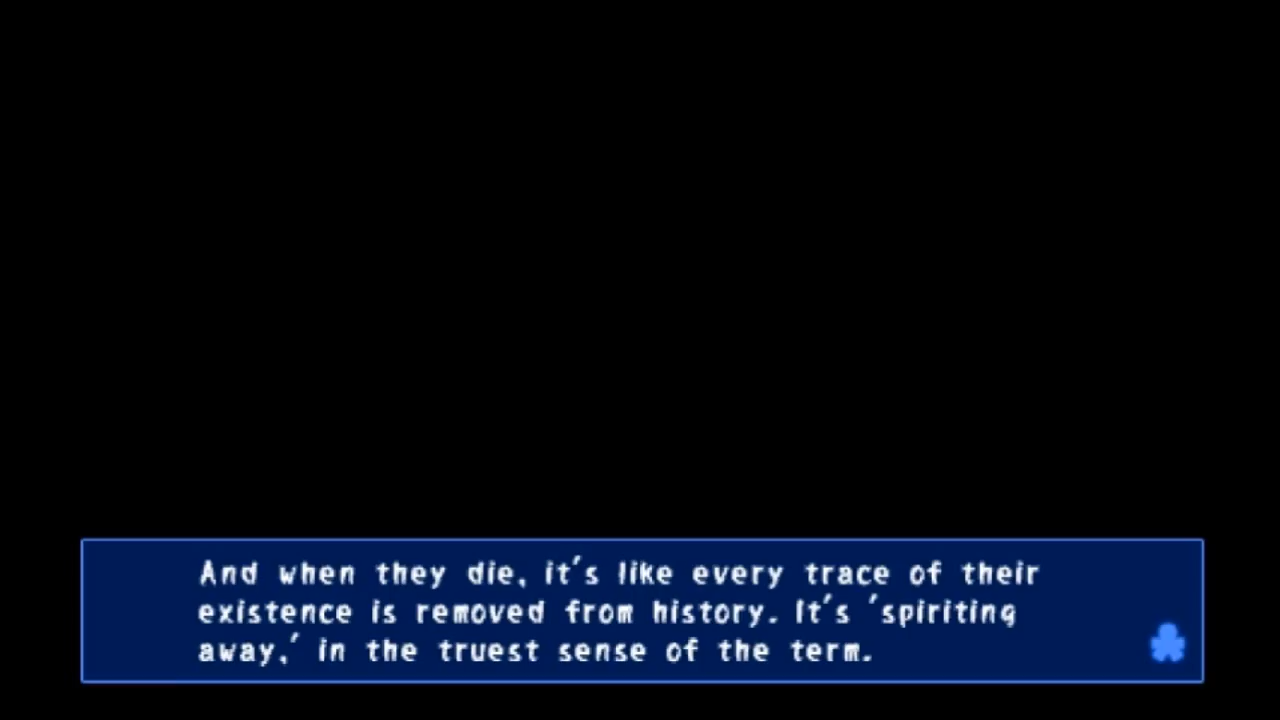 And when they die, it's like every trace of their
existence is removed from history. It's 'spiriting
away,' in the truest sense of the term.